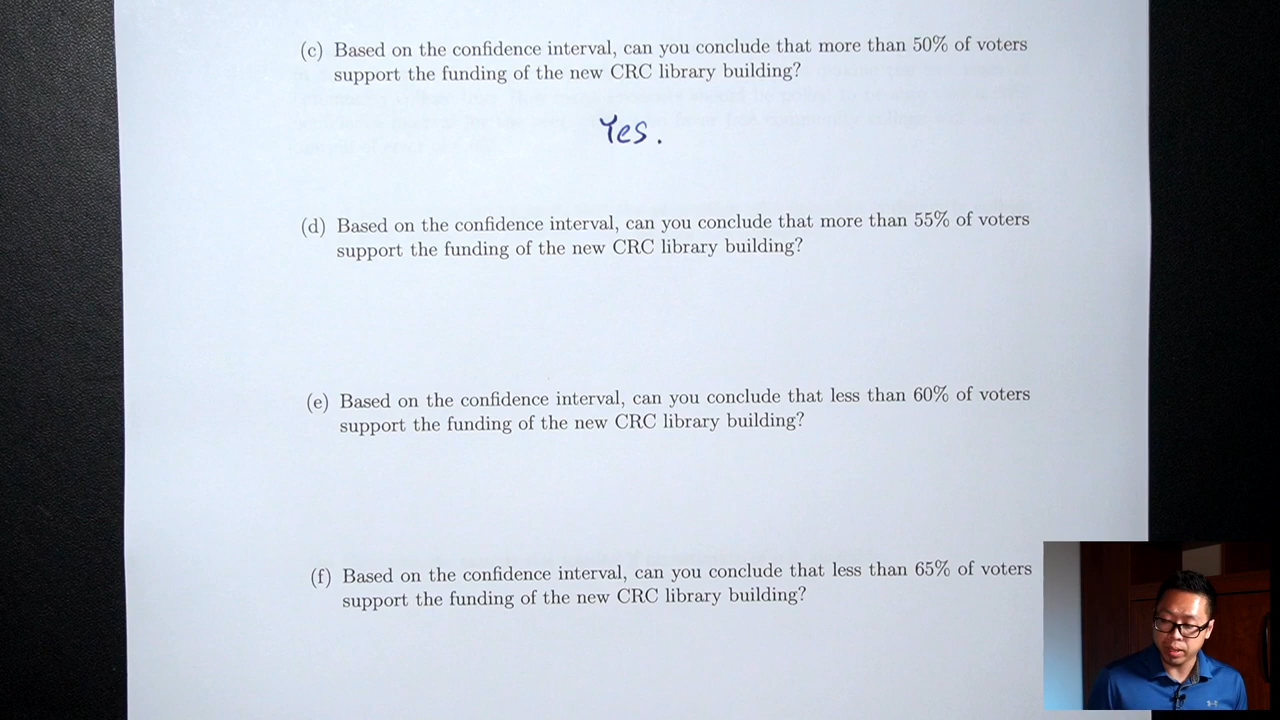 (c) Based on the confidence interval, can you conclude that more than 50% of voters
support the funding of the new CRC library building?
Yes.
(d) Based on the confidence interval, can you conclude that more than 55% of voters
support the funding of the new CRC library building?
(e) Based on the confidence interval, can you conclude that less than 60% of voters
support the funding of the new CRC library building?
(f) Based on the confidence interval, can you conclude that less than 65% of voters
support the funding of the new CRC library building?